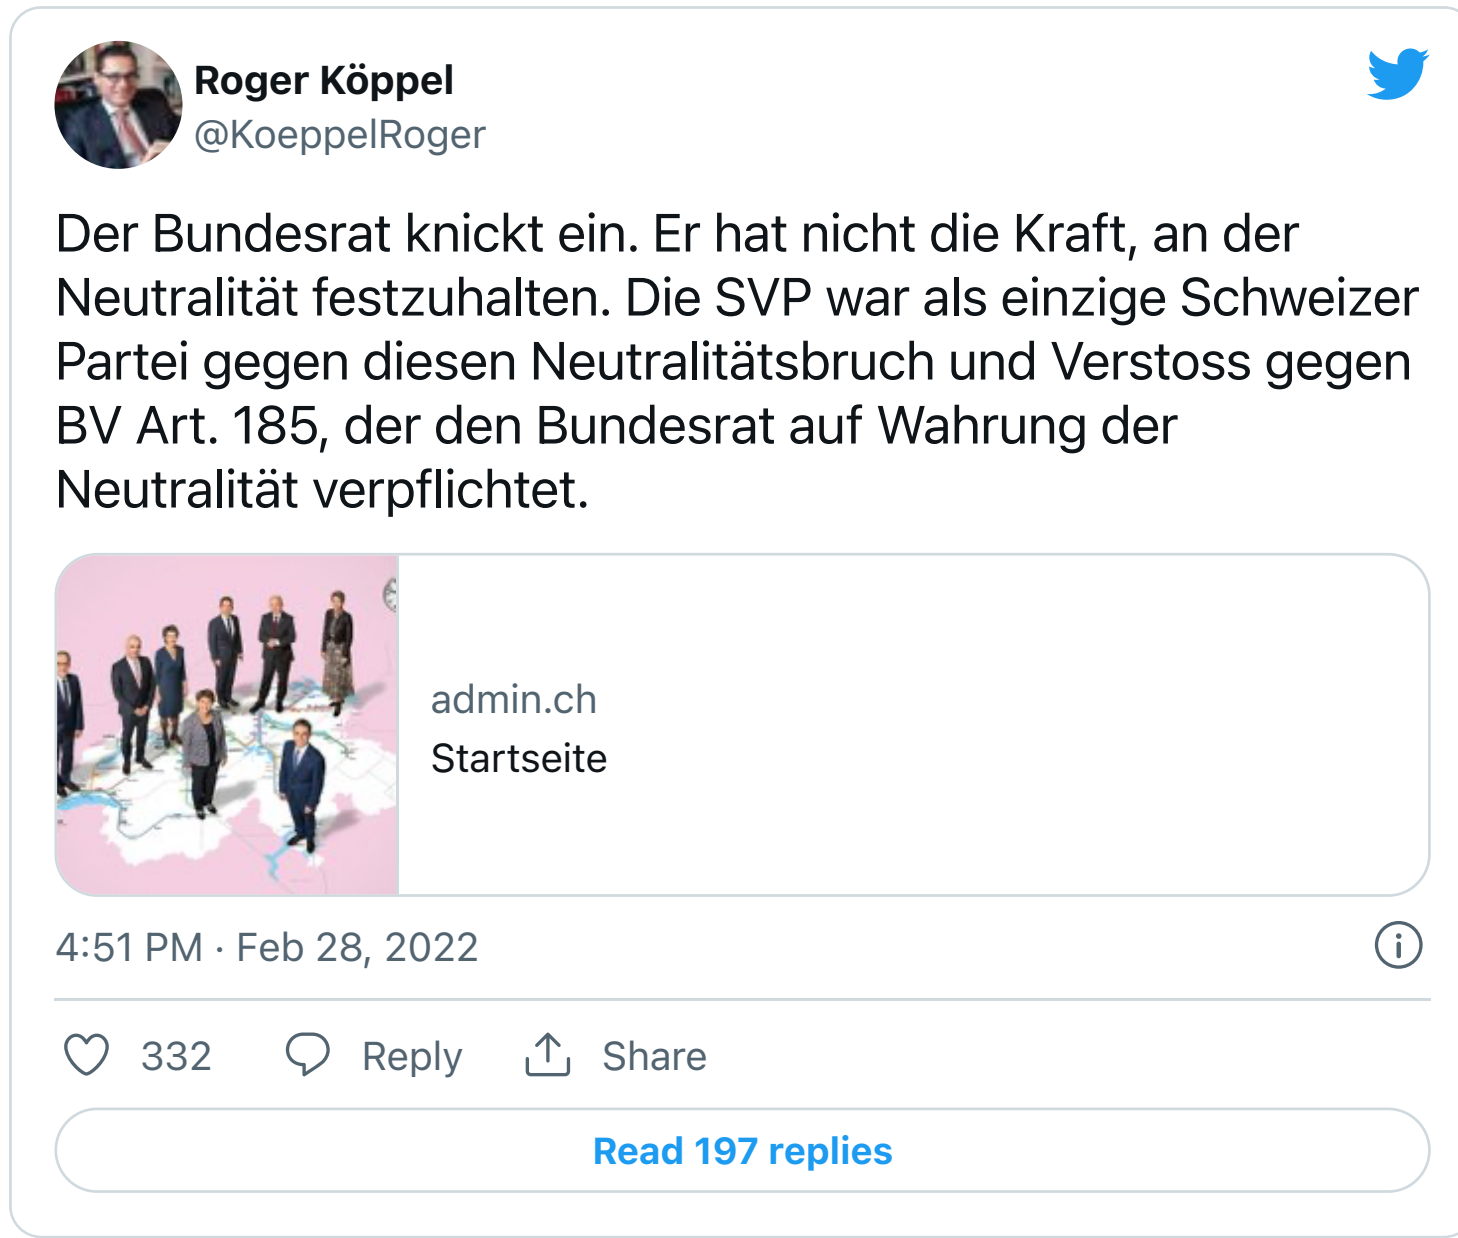 Roger Köppel
@KoeppelRoger
Der Bundesrat knickt ein. Er hat nicht die Kraft, an der
Neutralität festzuhalten. Die SVP war als einzige Schweizer
Partei gegen diesen Neutralitätsbruch und Verstoss gegen
BV Art. 185, der den Bundesrat auf Wahrung der
Neutralität verpflichtet.
admin.ch
Startseite
4:51 PM · Feb 28, 2022
332 Reply Share
Read 197 replies